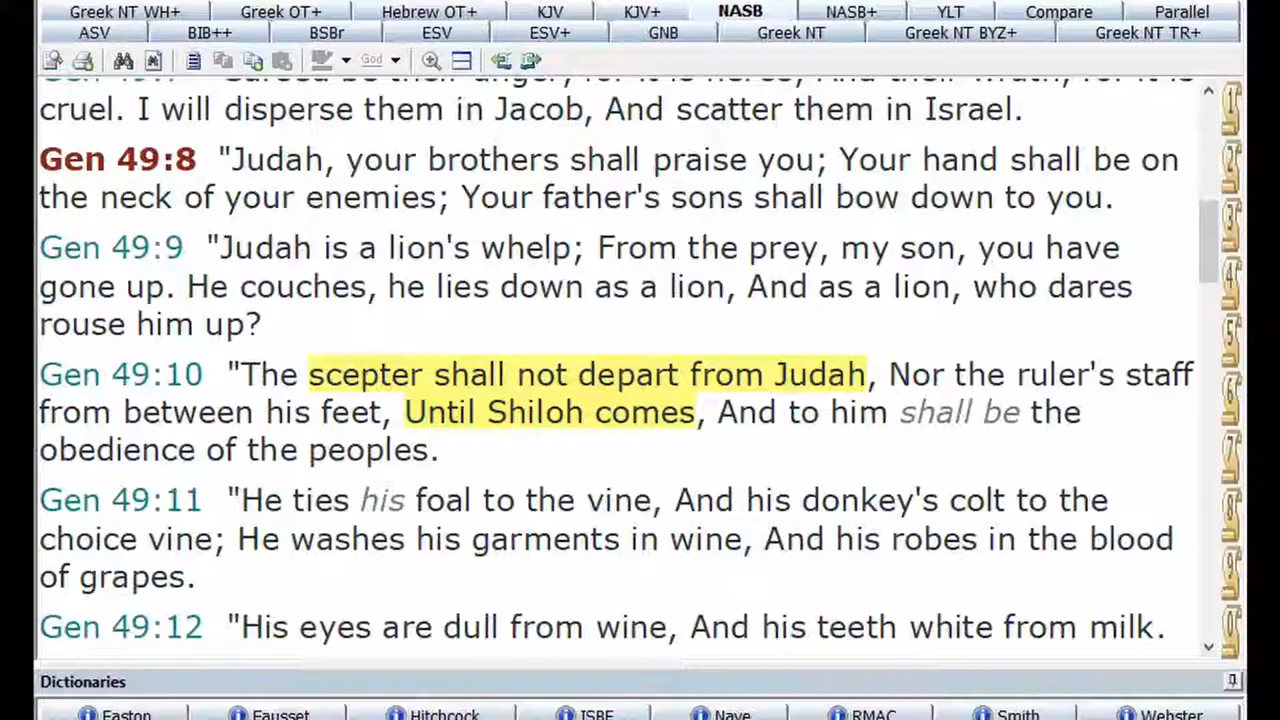 Greek NT WH+ Greek OT+ Hebrew OT+ KJV KJV+ NASB NASB+ YLT Compare Parallel
ASV BIB++ BSBr ESV ESV+ GNB Greek NT Greek NT BYZ+ Greek NT TR+
God
cruel. I will disperse them in Jacob, And scatter them in Israel.
Gen 49:8 "Judah, your brothers shall praise you; Your hand shall be on
the neck of your enemies; Your father's sons shall bow down to you.
Gen 49:9 "Judah is a lion's whelp; From the prey, my son, you have
gone up. He couches, he lies down as a lion, And as a lion, who dares
rouse him up?
Gen 49:10 "The scepter shall not depart from Judah, Nor the ruler's staff
from between his feet, Until Shiloh comes, And to him shall be the
obedience of the peoples.
Gen 49:11 "He ties his foal to the vine, And his donkey's colt to the
choice vine; He washes his garments in wine, And his robes in the blood
of grapes.
Gen 49:12 "His eyes are dull from wine, And his teeth white from milk.
Dictionaries
Easton Fausset Hitchcock ISBE Nave RMAC Smith Webster